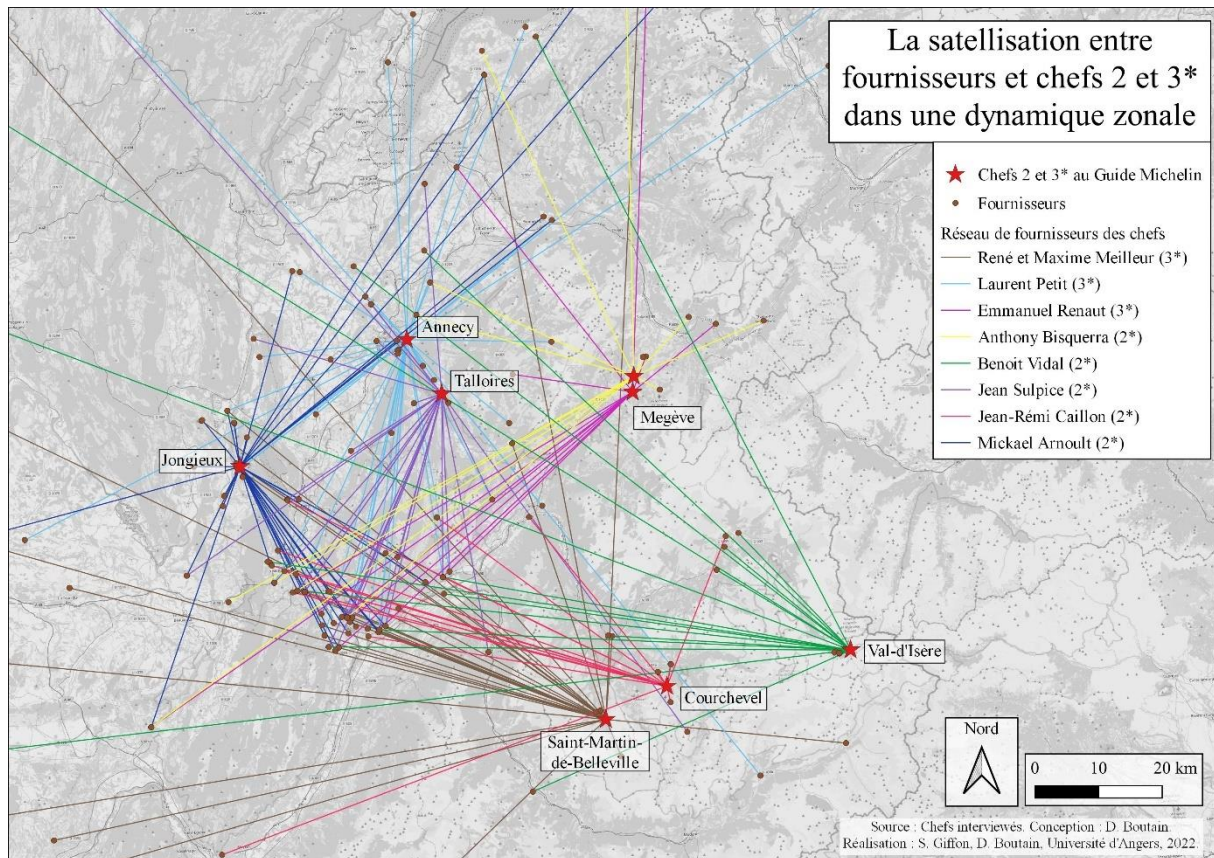 La satellisation entre
fournisseurs et chefs 2 et 3*
dans une dynamique zonale
Chefs 2 et 3* au Guide Michelin
Fournisseurs
Réseau de fournisseurs des chefs
René et Maxime Meilleur (3*)
Laurent Petit (3*)
Emmanuel Renaut (3*)
Anthony Bisquerra (2*)
Benoit Vidal (2*)
Jean Sulpice (2*)
Jean-Rémi Caillon (2*)
Mickael Arnoult (2*)
Annecy
Talloires
Megève
Jongieux
Val-d'Isère
Courchevel
Saint-Martin-
de-Belleville
Nord
0 10 20 km
Source : Chefs interviewés. Conception : D. Boutain.
Réalisation : S. Giffon, D. Boutain, Université d'Angers, 2022.